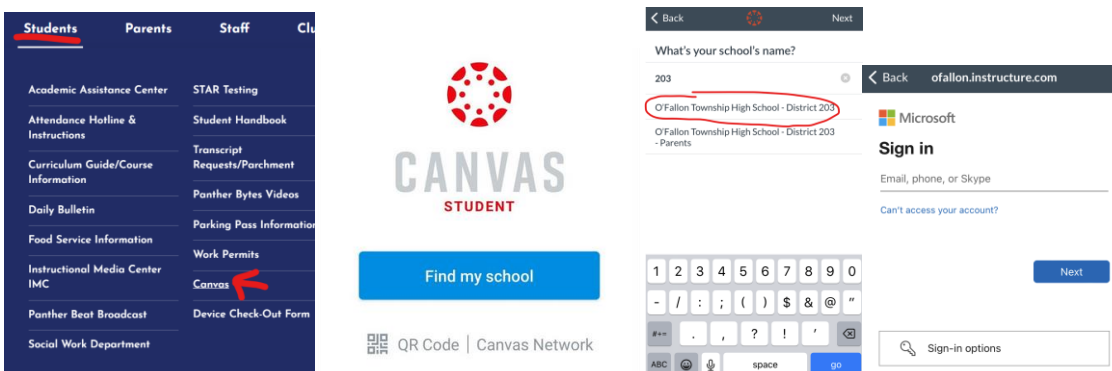 Students Parents Staff Clu
Academic Assistance Center
Attendance Hotline &
Instructions
Curriculum Guide/Course
Information
Daily Bulletin
Food Service Information
Instructional Media Center
IMC
Panther Beat Broadcast
Social Work Department
STAR Testing
Student Handbook
Transcript
Requests/Parchment
Panther Bytes Videos
Parking Pass Information
Work Permits
Canvas
Device Check-Out Form
CANVAS
STUDENT
Find my school
QR Code | Canvas Network
Back Next
What's your school's name?
203
O'Fallon Township High School - District 203
O'Fallon Township High School - District 203
- Parents
1 2 3 4 5 6 7 8 9 0
- / : ; ( ) $ & @ "
#+= . , ? ! '
ABC space go
Back ofallon.instructure.com
Microsoft
Sign in
Email, phone, or Skype
Can't access your account?
Next
Sign-in options